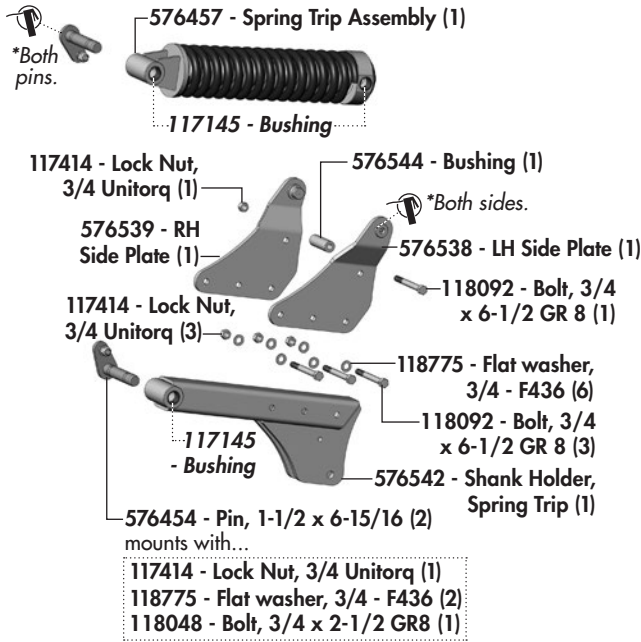 576457 - Spring Trip Assembly (1)
*Both
pins.
117145 - Bushing
117414 - Lock Nut,
3/4 Unitorq (1)
576544 - Bushing (1)
*Both sides.
576539 - RH
Side Plate (1)
576538 - LH Side Plate (1)
118092 - Bolt, 3/4
x 6-1/2 GR 8 (1)
117414 - Lock Nut,
3/4 Unitorq (3)
118775 - Flat washer,
3/4 - F436 (6)
118092 - Bolt, 3/4
x 6-1/2 GR 8 (3)
117145
- Bushing
576542 - Shank Holder,
Spring Trip (1)
576454 - Pin, 1-1/2 x 6-15/16 (2)
mounts with...
117414 - Lock Nut, 3/4 Unitorq (1)
118775 - Flat washer, 3/4 - F436 (2)
118048 - Bolt, 3/4 x 2-1/2 GR8 (1)